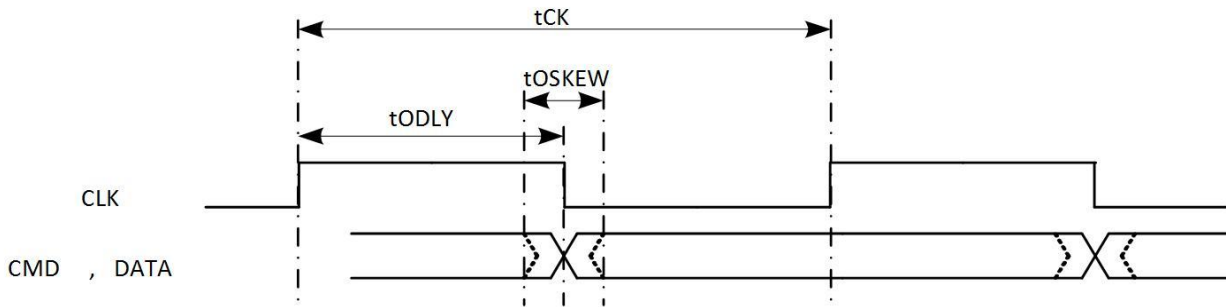 tCK
tOSKEW
tODLY
CLK
CMD , DATA